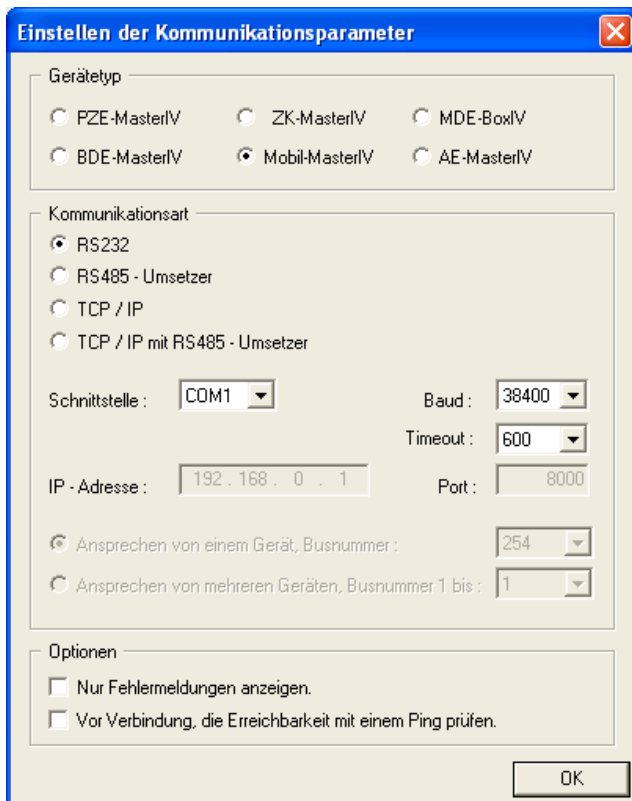 Einstellen der Kommunikationsparameter
Gerätetyp
PZE-MasterIV ZK-MasterIV MDE-BoxIV
BDE-MasterIV Mobil-MasterIV AE-MasterIV
Kommunikationsart
RS232
RS485 - Umsetzer
TCP / IP
TCP / IP mit RS485 - Umsetzer
Schnittstelle : COM1 Baud : 38400
Timeout : 600
IP - Adresse : 192 . 168 . 0 . 1 Port : 8000
Ansprechen von einem Gerät, Busnummer : 254
Ansprechen von mehreren Geräten, Busnummer 1 bis : 1
Optionen
Nur Fehlermeldungen anzeigen.
Vor Verbindung, die Erreichbarkeit mit einem Ping prüfen.
OK